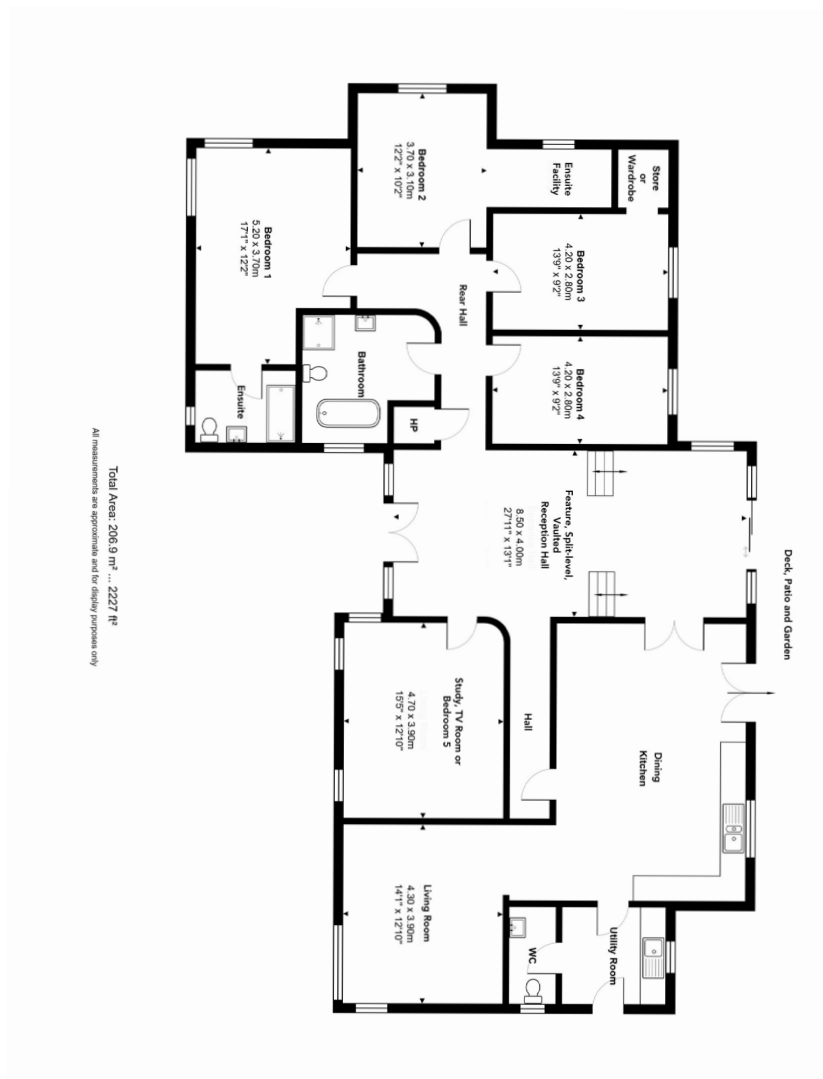 Deck, Patio and Garden
Store
or
Wardrobe
Ensuite
Facility
Bedroom 3
4.20 x 2.80m
13'9" x 9'2"
Bedroom 4
4.20 x 2.80m
13'9" x 9'2"
Dining
Kitchen
Utility Room
Feature, Split-level,
Vaulted
Reception Hall
8.50 x 4.00m
27'11" x 13'1"
Hall
WC
Bedroom 2
3.70 x 3.10m
12'2" x 10'2"
Rear Hall
HP
Study, TV Room or
Bedroom 5
4.70 x 3.90m
15'5" x 12'10"
Living Room
4.30 x 3.90m
14'1" x 12'10"
Bathroom
Bedroom 1
5.20 x 3.70m
17'1" x 12'2"
Ensuite
Total Area: 206.9 m² ... 2227 ft²
All measurements are approximate and for display purposes only